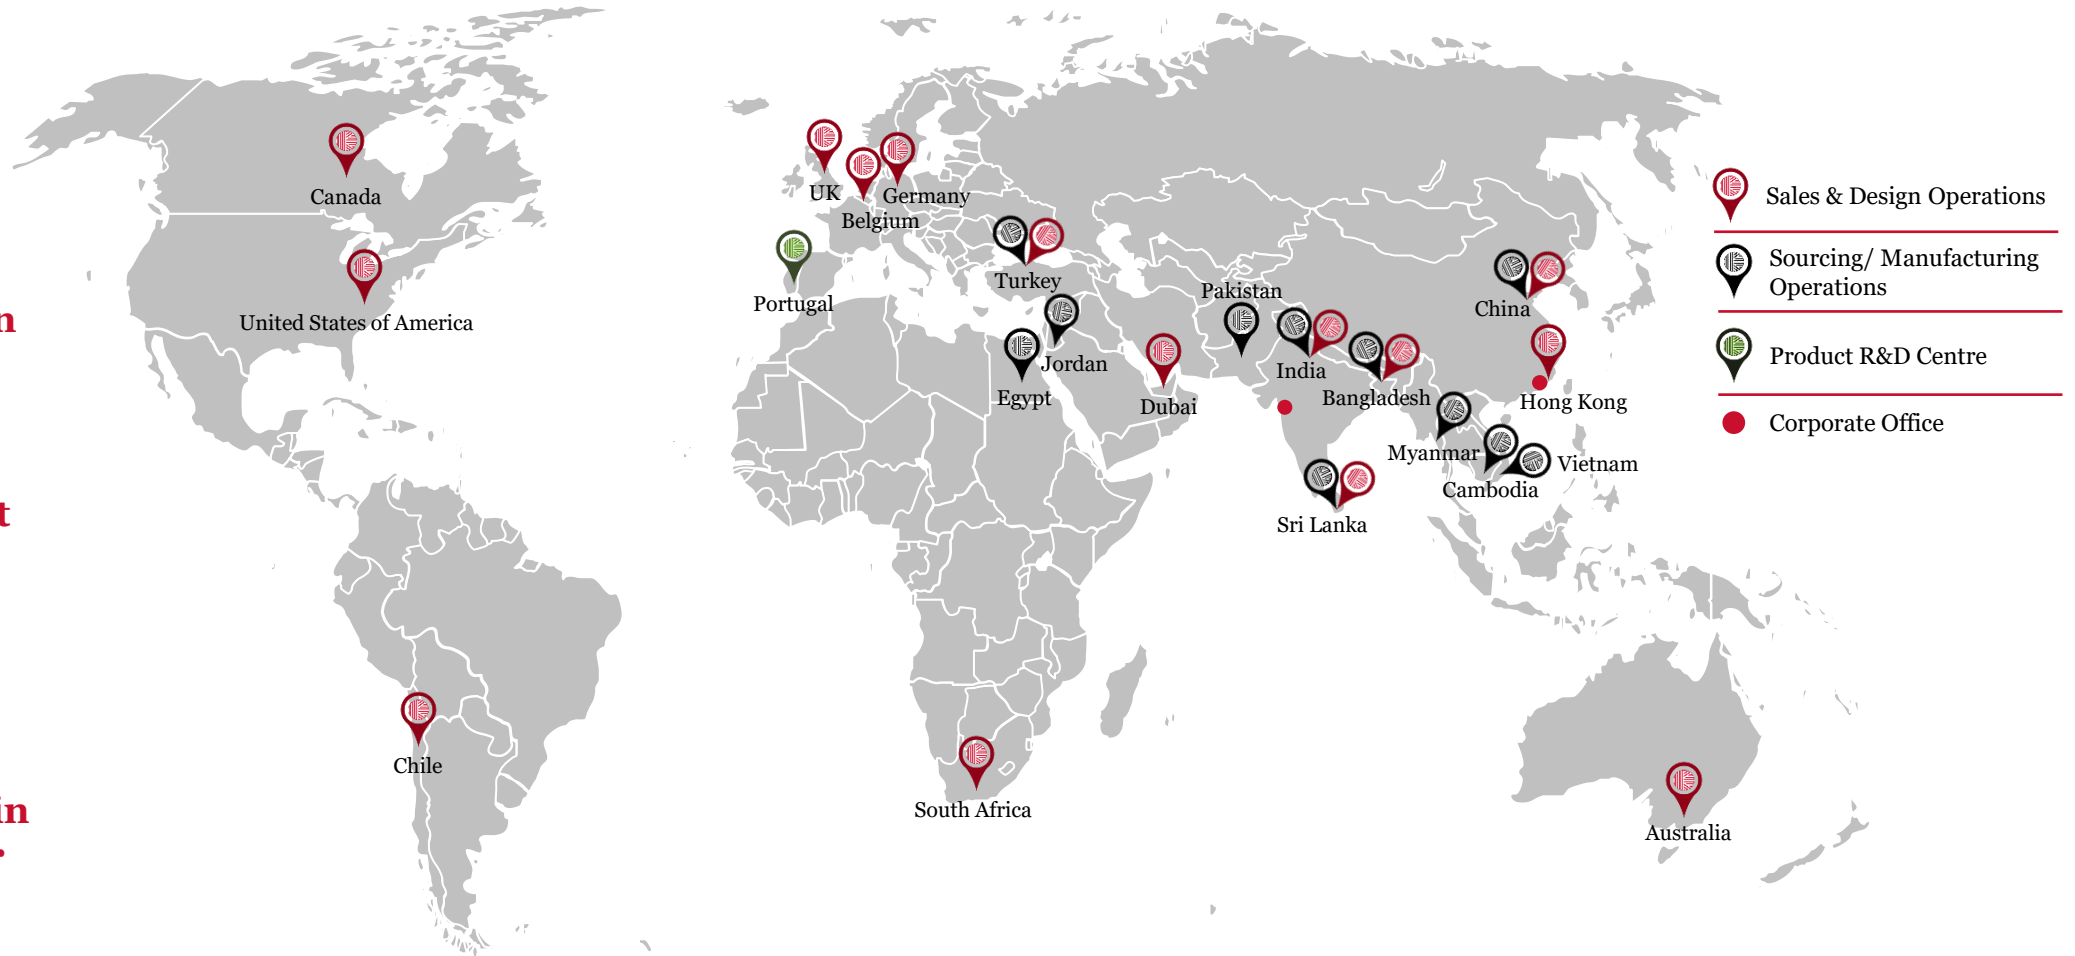 Canada
United States of America
Chile
UK
Germany
Belgium
Portugal
Turkey
Pakistan
China
Jordan
Egypt
Dubai
India
Bangladesh
Hong Kong
Myanmar
Vietnam
Cambodia
Sri Lanka
South Africa
Australia
Sales & Design Operations
Sourcing/ Manufacturing
Operations
Product R&D Centre
Corporate Office
n
t
in
.